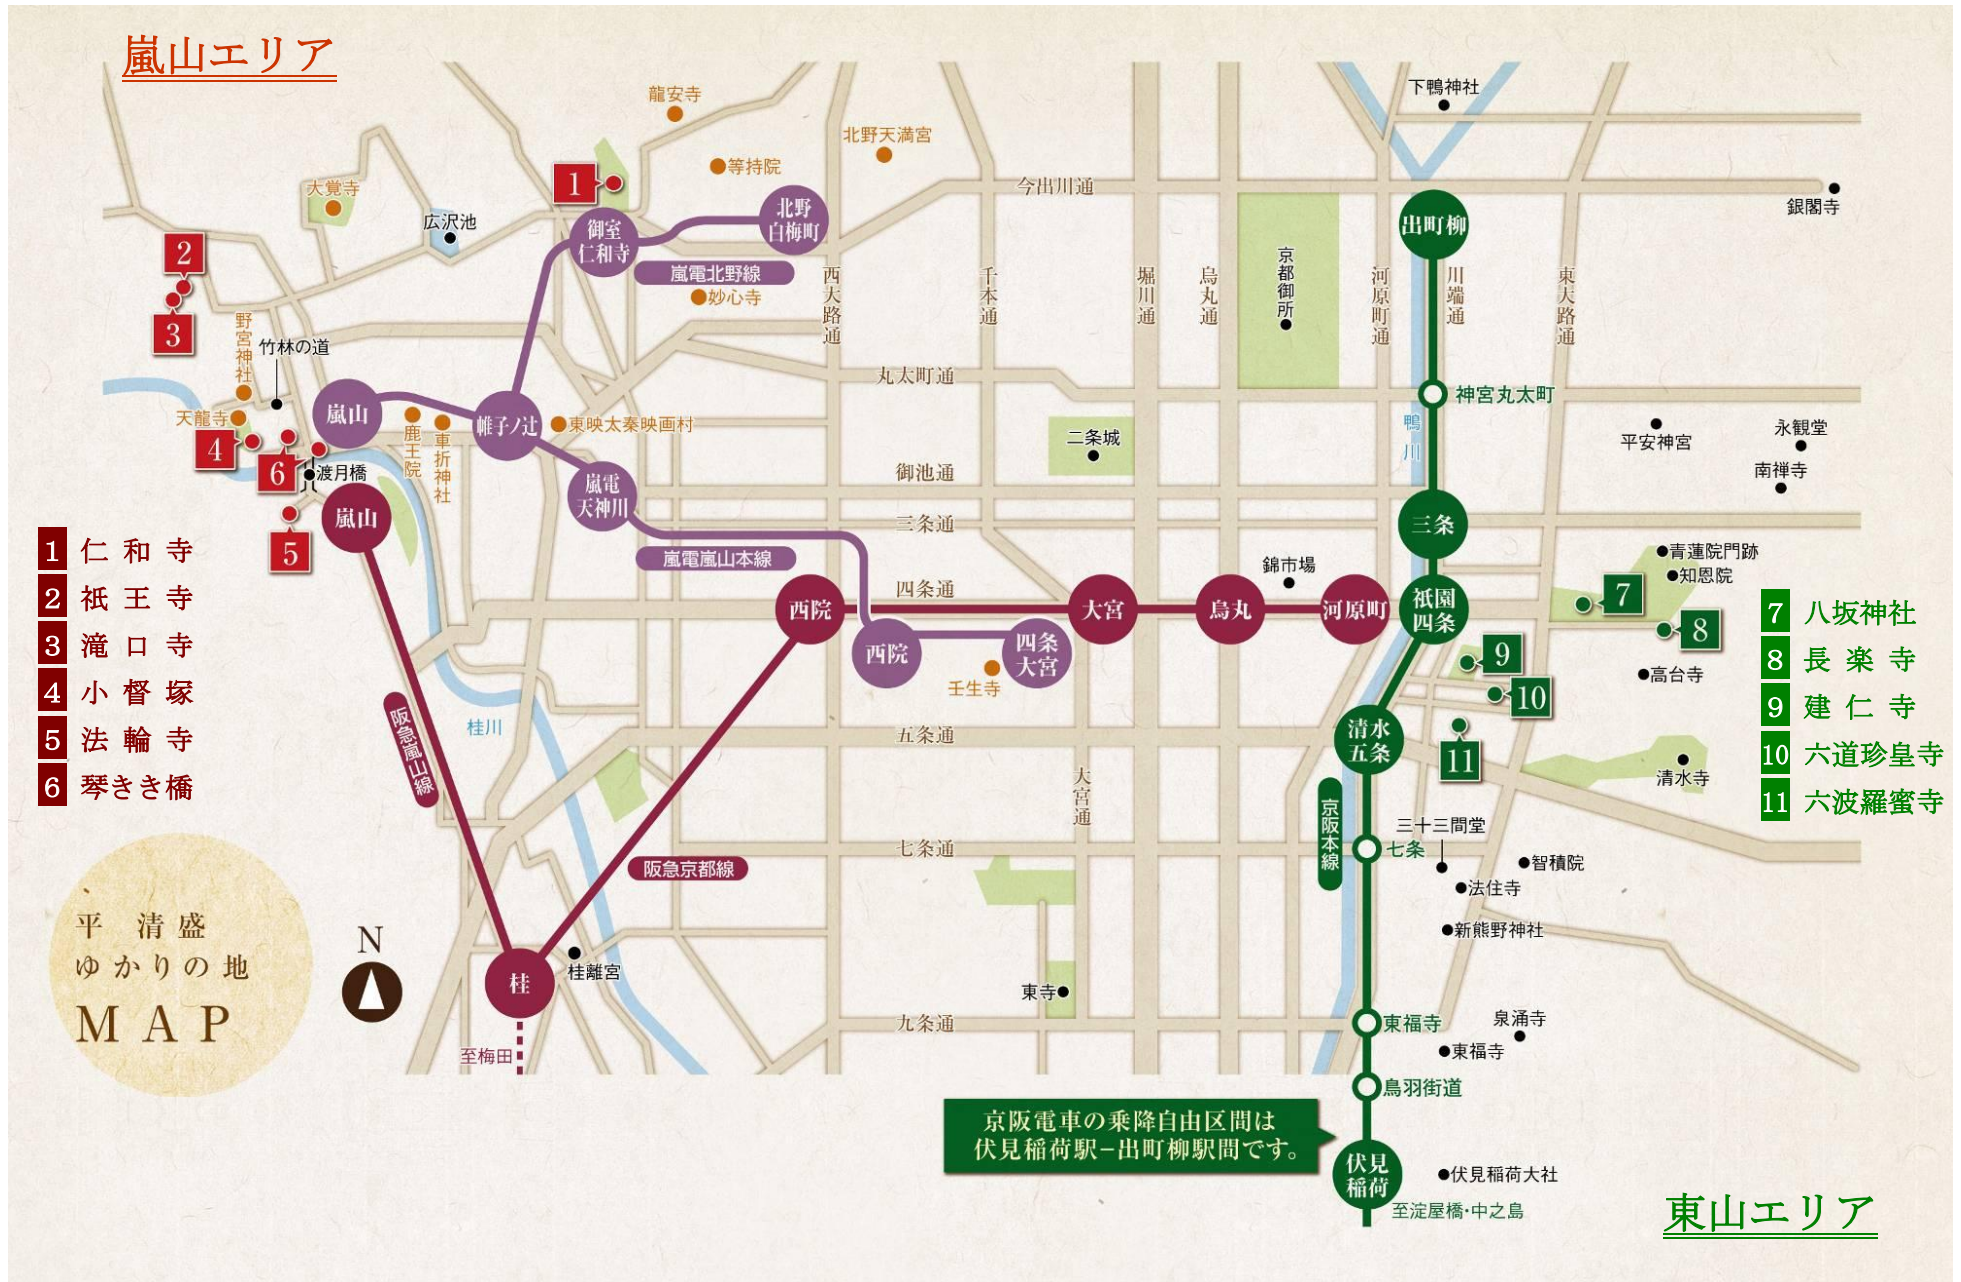 嵐山エリア
龍安寺
下鴨神社
北野天満宮
等持院
1
大覚寺
今出川通
銀閣寺
広沢池
御室
仁和寺
北野
白梅町
出町柳
2
嵐電北野線
妙心寺
3
西大路通
千本通
堀川通
烏丸通
京都御所
河原町通
川端通
東大路通
野宮神社
竹林の道
丸太町通
神宮丸太町
嵐山
天龍寺
鹿王院
車折神社
帷子ノ辻
東映太秦映画村
二条城
鴨川
平安神宮
永観堂
南禅寺
4
6
渡月橋
御池通
嵐電
天神川
嵐山
5
三条通
三条
嵐電嵐山本線
錦市場
青蓮院門跡
知恩院
四条通
西院
大宮
烏丸
河原町
祇園
四条
7
8
西院
四条
大宮
壬生寺
9
10
高台寺
1 仁和寺
2 祇王寺
3 滝口寺
4 小督塚
5 法輪寺
6 琴きき橋
7 八坂神社
8 長楽寺
9 建仁寺
10 六道珍皇寺
11 六波羅蜜寺
桂川
阪急嵐山線
五条通
清水
五条
11
清水寺
大宮通
京阪本線
三十三間堂
七条通
七条
阪急京都線
智積院
法住寺
新熊野神社
平 清盛
ゆかりの地
MAP
N
桂
桂離宮
東寺
九条通
東福寺
泉涌寺
東福寺
至梅田
鳥羽街道
京阪電車の乗降自由区間は
伏見稲荷駅−出町柳駅間です。
伏見
稲荷
伏見稲荷大社
至淀屋橋・中之島
東山エリア